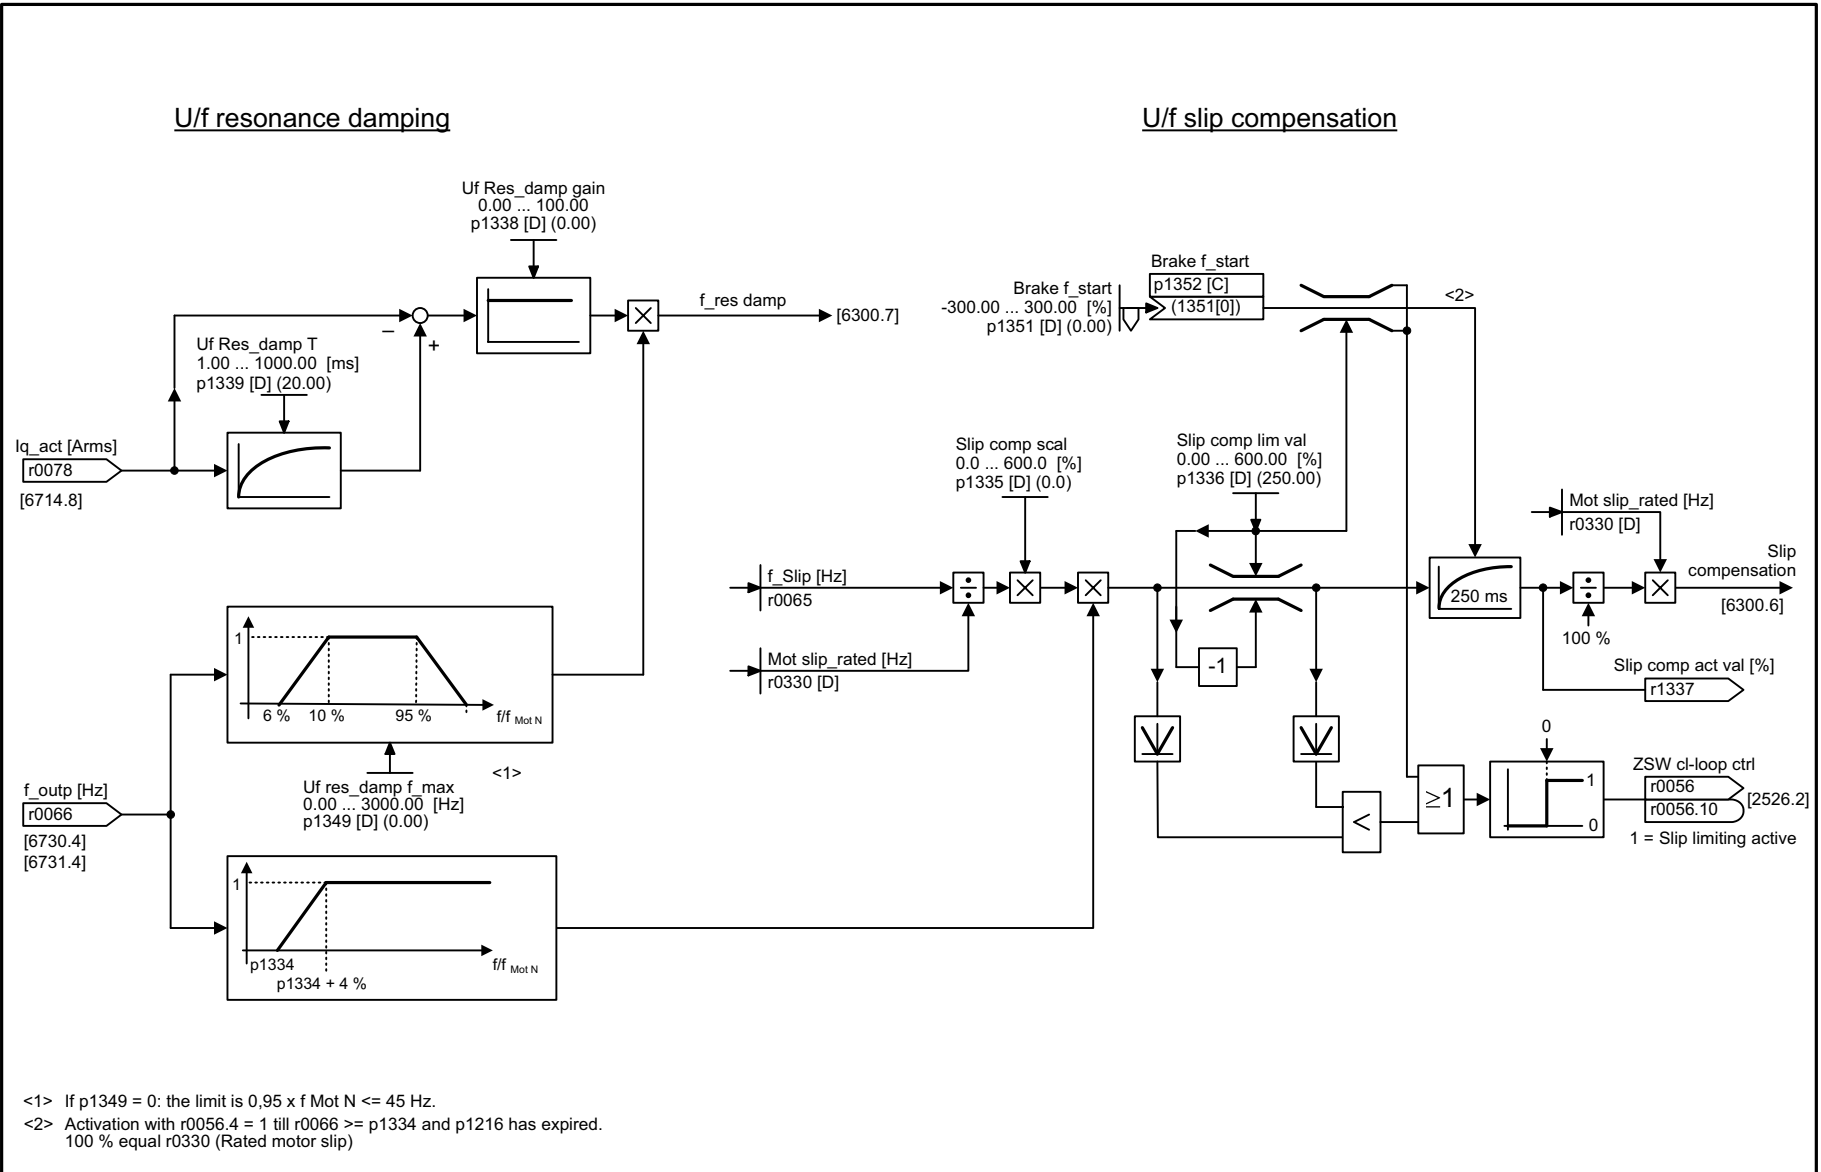 U/f resonance damping
U/f slip compensation
Uf Res_damp gain
0.00 ... 100.00
p1338 [D] (0.00)
f_res damp
[6300.7]
–
+
Uf Res_damp T
1.00 ... 1000.00 [ms]
p1339 [D] (20.00)
Iq_act [Arms]
r0078
[6714.8]
1
6 %
10 %
95 %
f/f Mot N
<1>
Uf res_damp f_max
0.00 ... 3000.00 [Hz]
p1349 [D] (0.00)
f_outp [Hz]
r0066
[6730.4]
[6731.4]
1
p1334
p1334 + 4 %
f/f Mot N
Brake f_start
-300.00 ... 300.00 [%]
p1351 [D] (0.00)
Brake f_start
p1352 [C]
(1351[0])
<2>
Slip comp scal
0.0 ... 600.0 [%]
p1335 [D] (0.0)
Slip comp lim val
0.00 ... 600.00 [%]
p1336 [D] (250.00)
f_Slip [Hz]
r0065
÷
×
×
Mot slip_rated [Hz]
r0330 [D]
-1
250 ms
÷
×
100 %
Mot slip_rated [Hz]
r0330 [D]
Slip
compensation
[6300.6]
Slip comp act val [%]
r1337
<
≥1
0
1
0
ZSW cl-loop ctrl
r0056
r0056.10
[2526.2]
1 = Slip limiting active
×
<1> If p1349 = 0: the limit is 0,95 x f Mot N <= 45 Hz.
<2> Activation with r0056.4 = 1 till r0066 >= p1334 and p1216 has expired.
100 % equal r0330 (Rated motor slip)